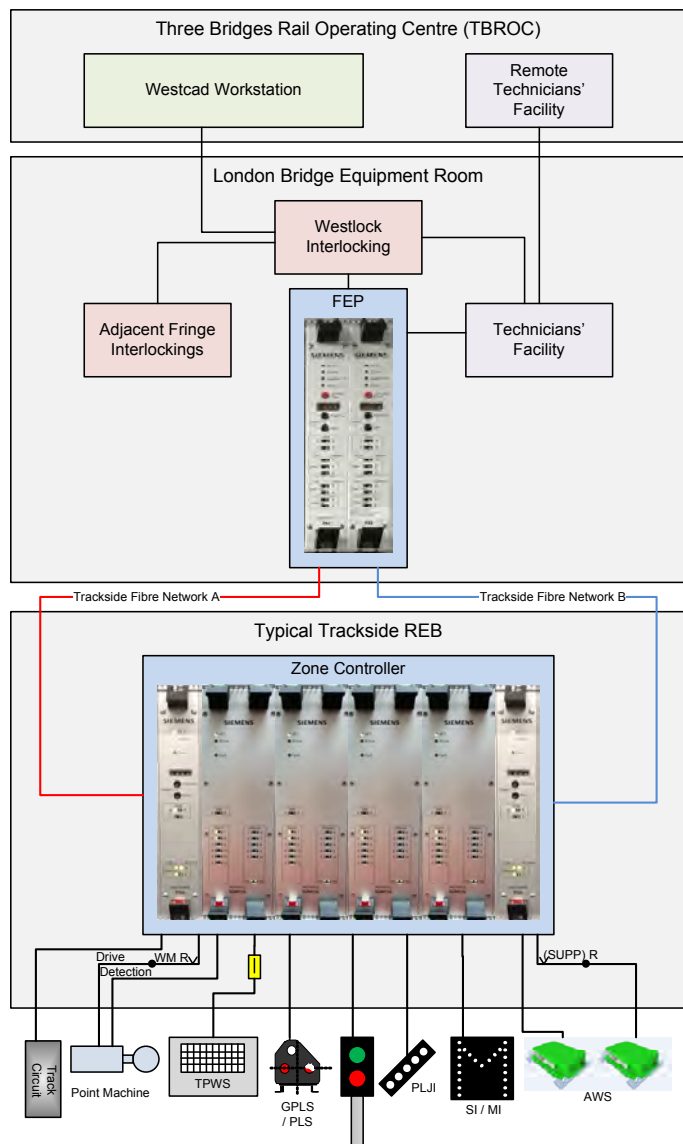 Three Bridges Rail Operating Centre (TBROC)
Westcad Workstation
Remote
Technicians'
Facility
London Bridge Equipment Room
Westlock
Interlocking
FEP
Adjacent Fringe
Interlockings
Technicians'
Facility
SIEMENS
SIEMENS
Trackside Fibre Network A
Trackside Fibre Network B
Typical Trackside REB
Zone Controller
SIEMENS
SIEMENS
SIEMENS
SIEMENS
SIEMENS
SIEMENS
Drive
WM R
(SUPP) R
Detection
Track
Circuit
Point Machine
TPWS
GPLS
/ PLS
PLJI
SI / MI
AWS